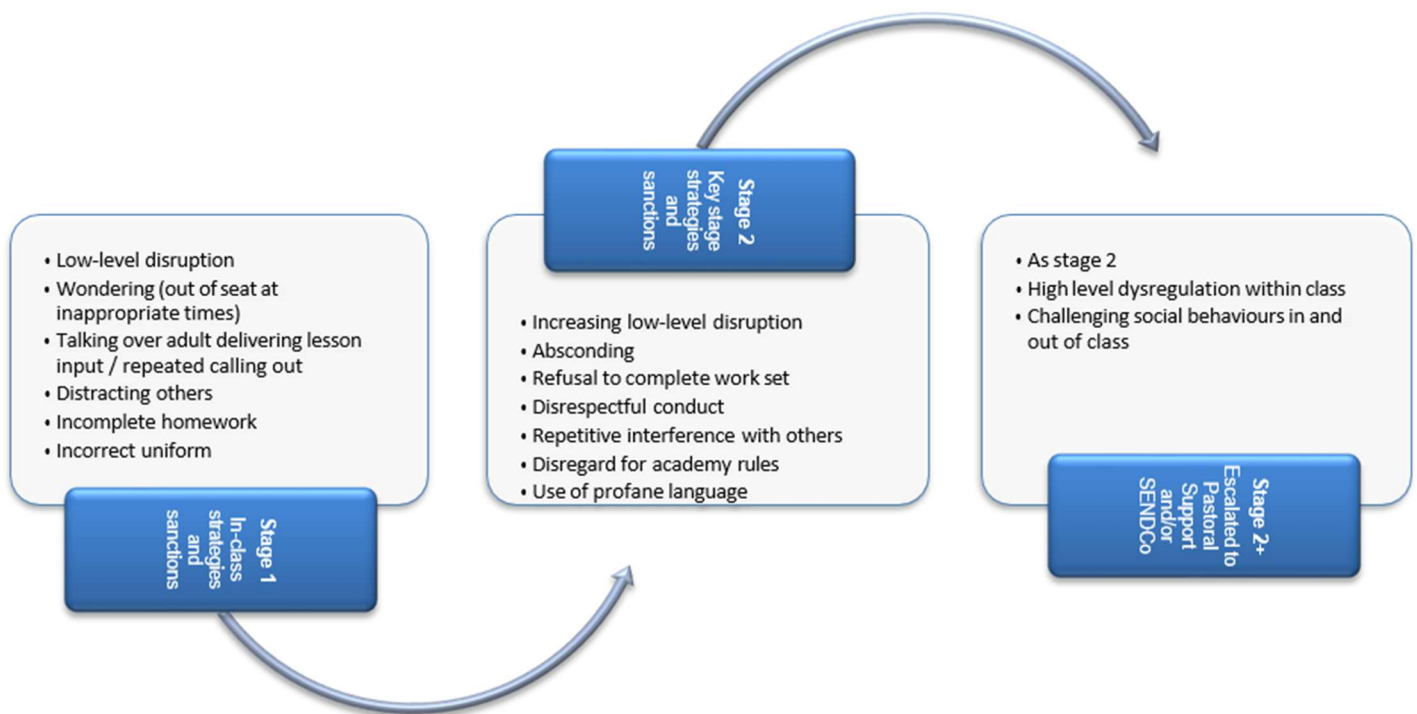 • Low-level disruption
• Wondering (out of seat at
inappropriate times)
• Talking over adult delivering lesson
input / repeated calling out
• Distracting others
• Incomplete homework
• Incorrect uniform
Stage 1
In-class
strategies
and
sanctions
Stage 2
Key stage
strategies
and
sanctions
• Increasing low-level disruption
• Absconding
• Refusal to complete work set
• Disrespectful conduct
• Repetitive interference with others
• Disregard for academy rules
• Use of profane language
• As stage 2
• High level dysregulation within class
• Challenging social behaviours in and
out of class
Stage 2+
Escalated to
Pastoral
Support
and/or
SENDCo